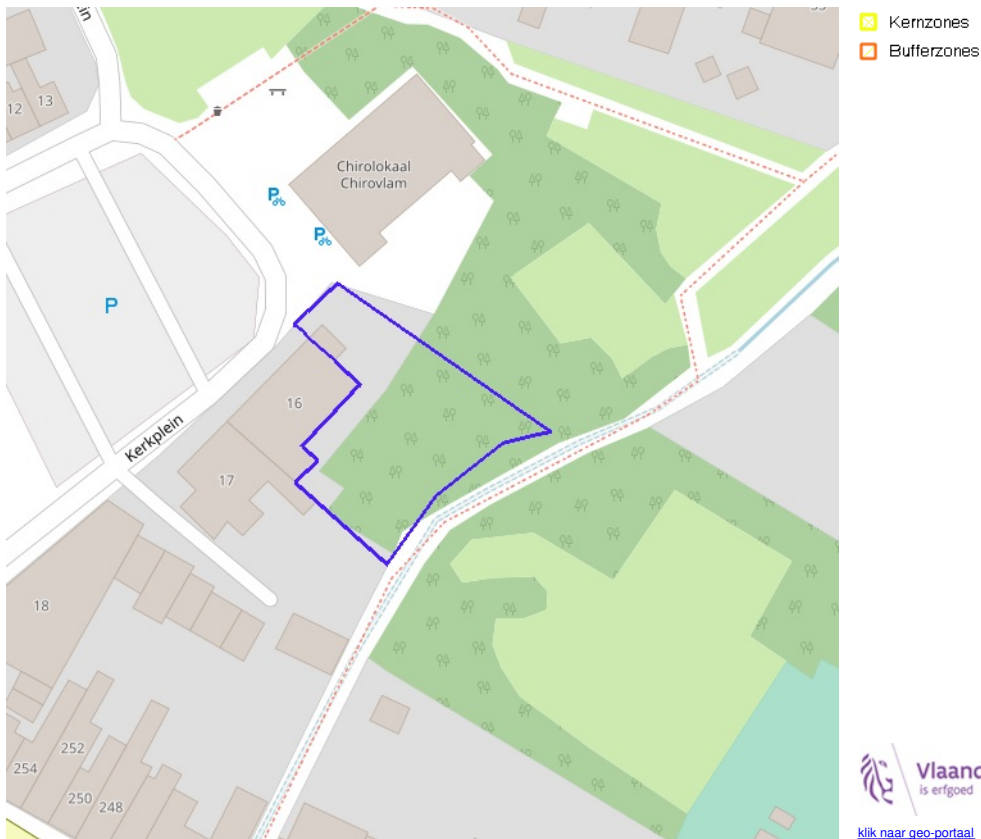 Kernzones
Bufferzones
12
13
Chirolokaal
Chirovlam
P
P
P
16
Kerkplein
17
18
252
254
250
248
Vlaand
is erfgoed
klik naar geo-portaal